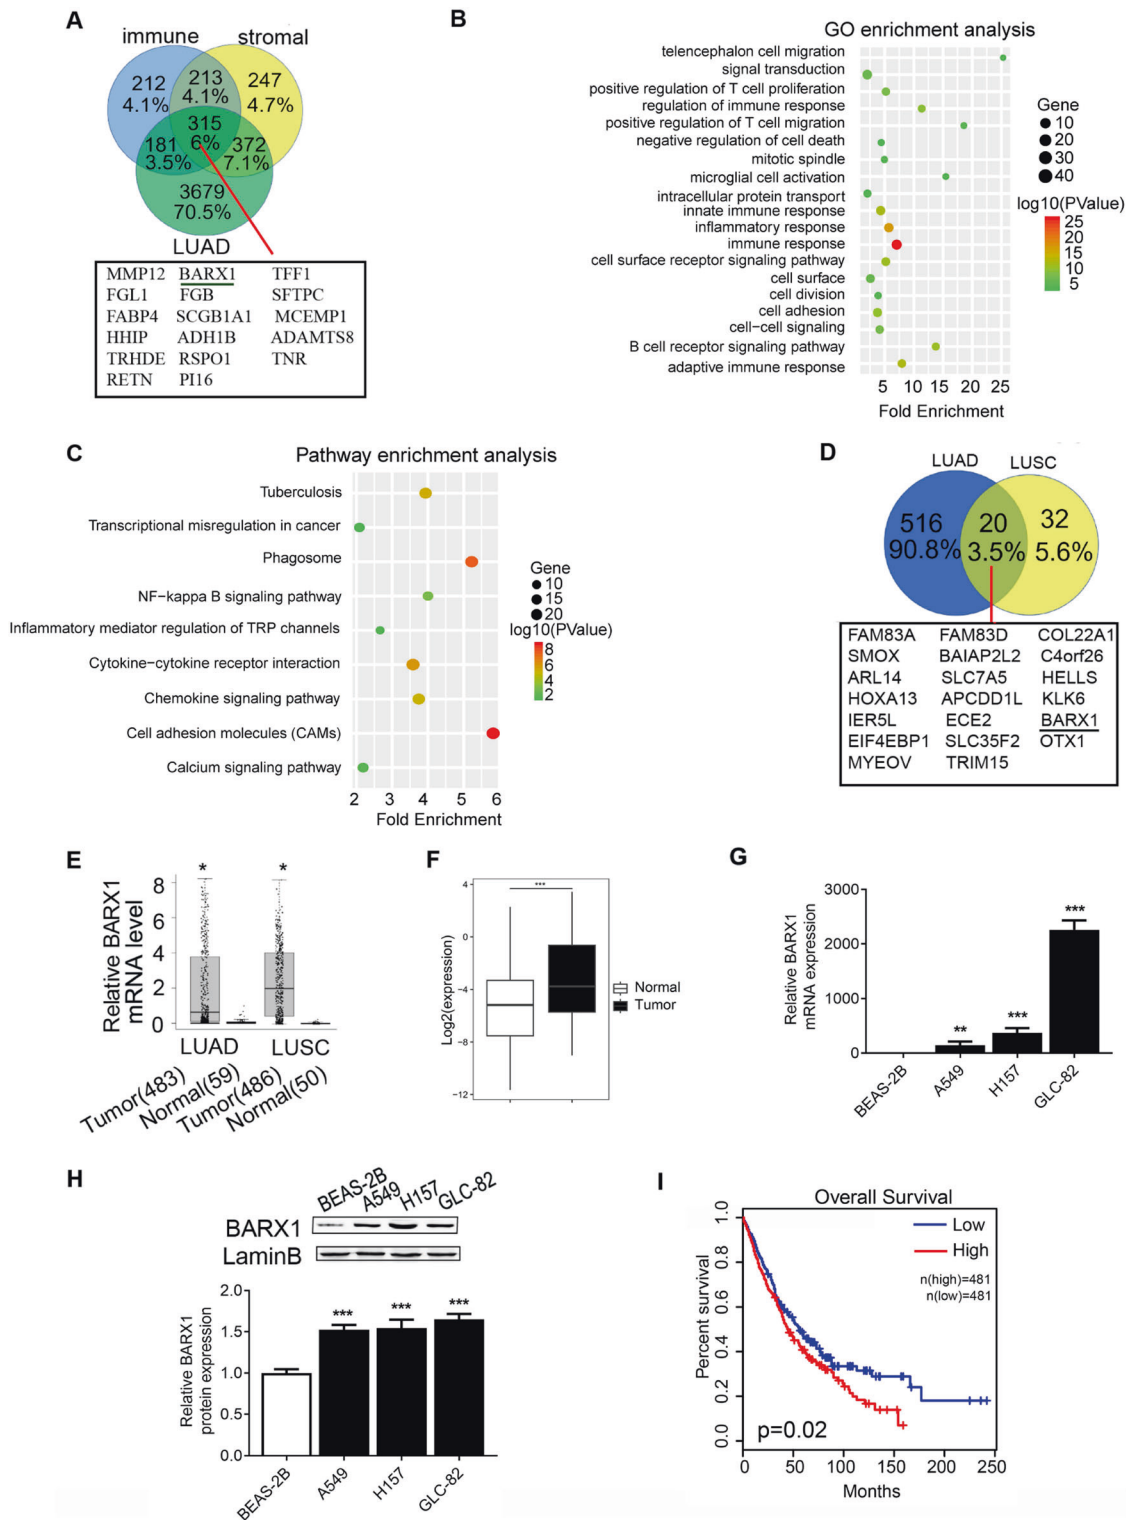 A
immune
stromal
212
4.1%
213
4.1%
247
4.7%
315
6%
181
3.5%
372
7.1%
3679
70.5%
LUAD
MMP12 BARX1 TFF1
FGL1 FGB SFTPC
FABP4 SCGB1A1 MCEMP1
HHIP ADH1B ADAMTS8
TRHDE RSPO1 TNR
RETN PI16
B
GO enrichment analysis
telencephalon cell migration
signal transduction
positive regulation of T cell proliferation
regulation of immune response
positive regulation of T cell migration
negative regulation of cell death
mitotic spindle
microglial cell activation
intracellular protein transport
innate immune response
inflammatory response
immune response
cell surface receptor signaling pathway
cell surface
cell division
cell adhesion
cell-cell signaling
B cell receptor signaling pathway
adaptive immune response
5 10 15 20 25
Fold Enrichment
Gene
10
20
30
40
log10(PValue)
25
20
15
10
5
C
Pathway enrichment analysis
Tuberculosis
Transcriptional misregulation in cancer
Phagosome
NF−kappa B signaling pathway
Inflammatory mediator regulation of TRP channels
Cytokine−cytokine receptor interaction
Chemokine signaling pathway
Cell adhesion molecules (CAMs)
Calcium signaling pathway
2 3 4 5 6
Fold Enrichment
Gene
10
15
20
log10(PValue)
8
6
4
2
D
LUAD
LUSC
516
90.8%
20
3.5%
32
5.6%
FAM83A FAM83D COL22A1
SMOX BAIAP2L2 C4orf26
ARL14 SLC7A5 HELLS
HOXA13 APCDD1L KLK6
IER5L ECE2 BARX1
EIF4EBP1 SLC35F2 OTX1
MYEOV TRIM15
E
Relative BARX1
mRNA level
8
6
4
2
0
* *
LUAD LUSC
Tumor(483)
Normal(59)
Tumor(486)
Normal(50)
F
Log2(expression)
4
0
−4
−8
−12
***
Normal
Tumor
G
Relative BARX1
mRNA expression
3000
2000
1000
0
** *** ***
BEAS-2B
A549
H157
GLC-82
H
BEAS-2B
A549
H157
GLC-82
BARX1
LaminB
Relative BARX1
protein expression
2.0
1.5
1.0
0.5
0.0
*** *** ***
BEAS-2B
A549
H157
GLC-82
I
Overall Survival
Percent survival
1.0
0.8
0.6
0.4
0.2
0.0
Low
High
n(high)=481
n(low)=481
p=0.02
0 50 100 150 200 250
Months